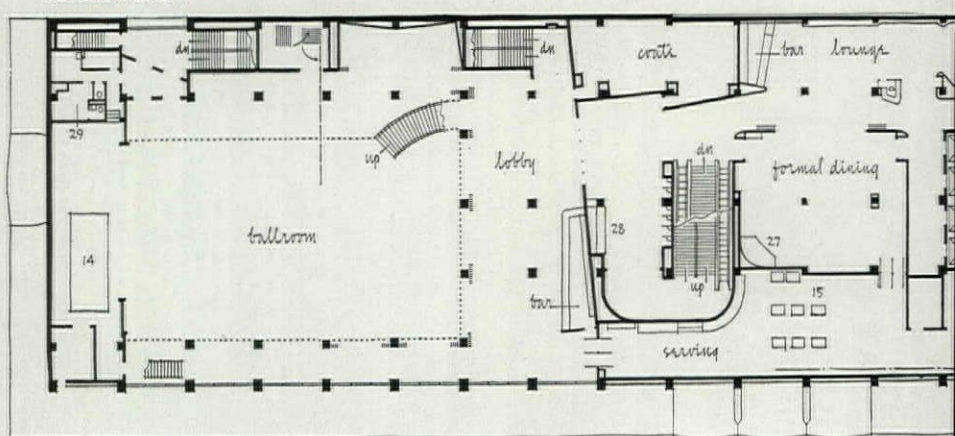 dn
dn
coats
bar
lounge
29
up
lobby
dn
formal dining
ballroom
14
28
27
bar
up
15
serving